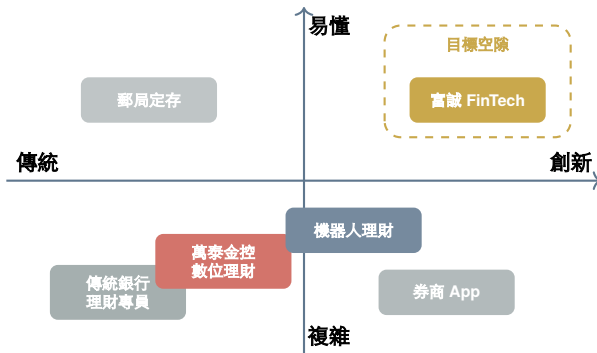 易懂
目標空隙
郵局定存
富誠 FinTech
傳統
創新
機器人理財
萬泰金控
數位理財
傳統銀行
理財專員
券商 App
複雜